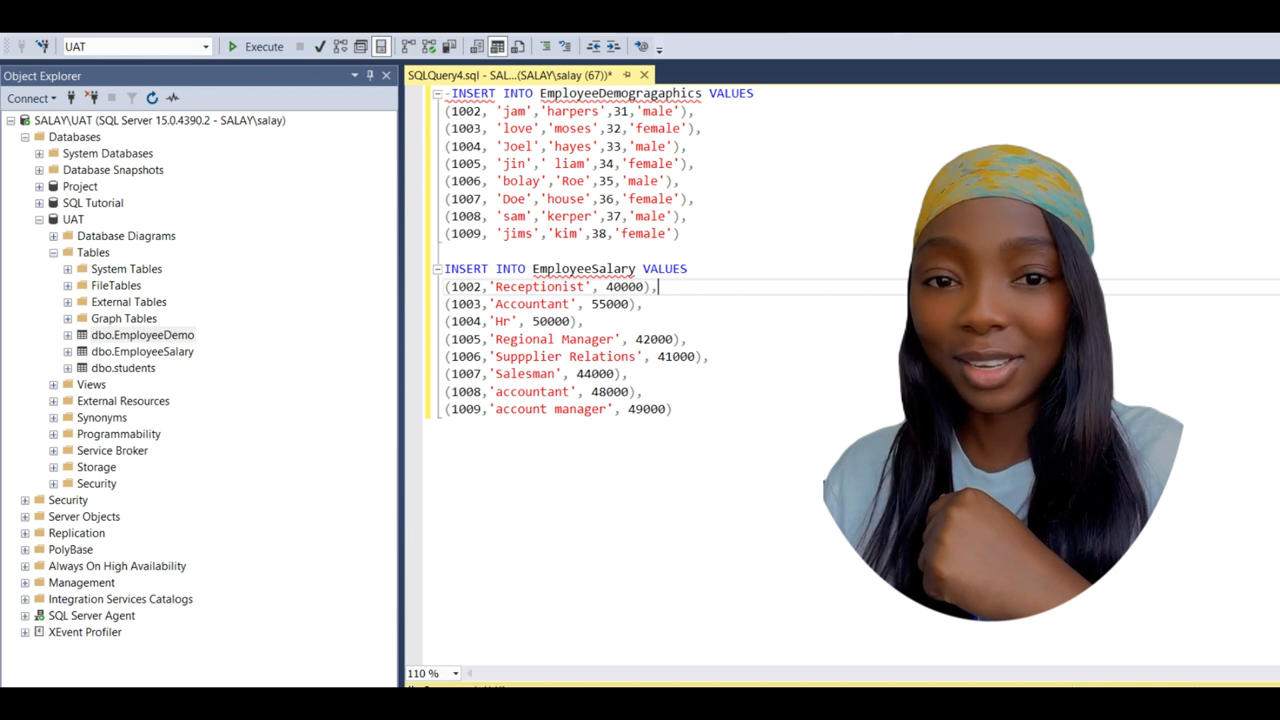 UAT
Execute
Object Explorer
Connect
SALAY\UAT (SQL Server 15.0.4390.2 - SALAY\salay)
Databases
System Databases
Database Snapshots
Project
SQL Tutorial
UAT
Database Diagrams
Tables
System Tables
FileTables
External Tables
Graph Tables
dbo.EmployeeDemo
dbo.EmployeeSalary
dbo.students
Views
External Resources
Synonyms
Programmability
Service Broker
Storage
Security
Security
Server Objects
Replication
PolyBase
Always On High Availability
Management
Integration Services Catalogs
SQL Server Agent
XEvent Profiler
SQLQuery4.sql - SAL...(SALAY\salay (67))*
-INSERT INTO EmployeeDemogragaphics VALUES
(1002, 'jam','harpers',31,'male'),
(1003, 'love','moses',32,'female'),
(1004, 'Joel','hayes',33,'male'),
(1005, 'jin',' liam',34,'female'),
(1006, 'bolay','Roe',35,'male'),
(1007, 'Doe','house',36,'female'),
(1008, 'sam','kerper',37,'male'),
(1009, 'jims','kim',38,'female')
INSERT INTO EmployeeSalary VALUES
(1002,'Receptionist', 40000),
(1003,'Accountant', 55000),
(1004,'Hr', 50000),
(1005,'Regional Manager', 42000),
(1006,'Suppplier Relations', 41000),
(1007,'Salesman', 44000),
(1008,'accountant', 48000),
(1009,'account manager', 49000)
110 %